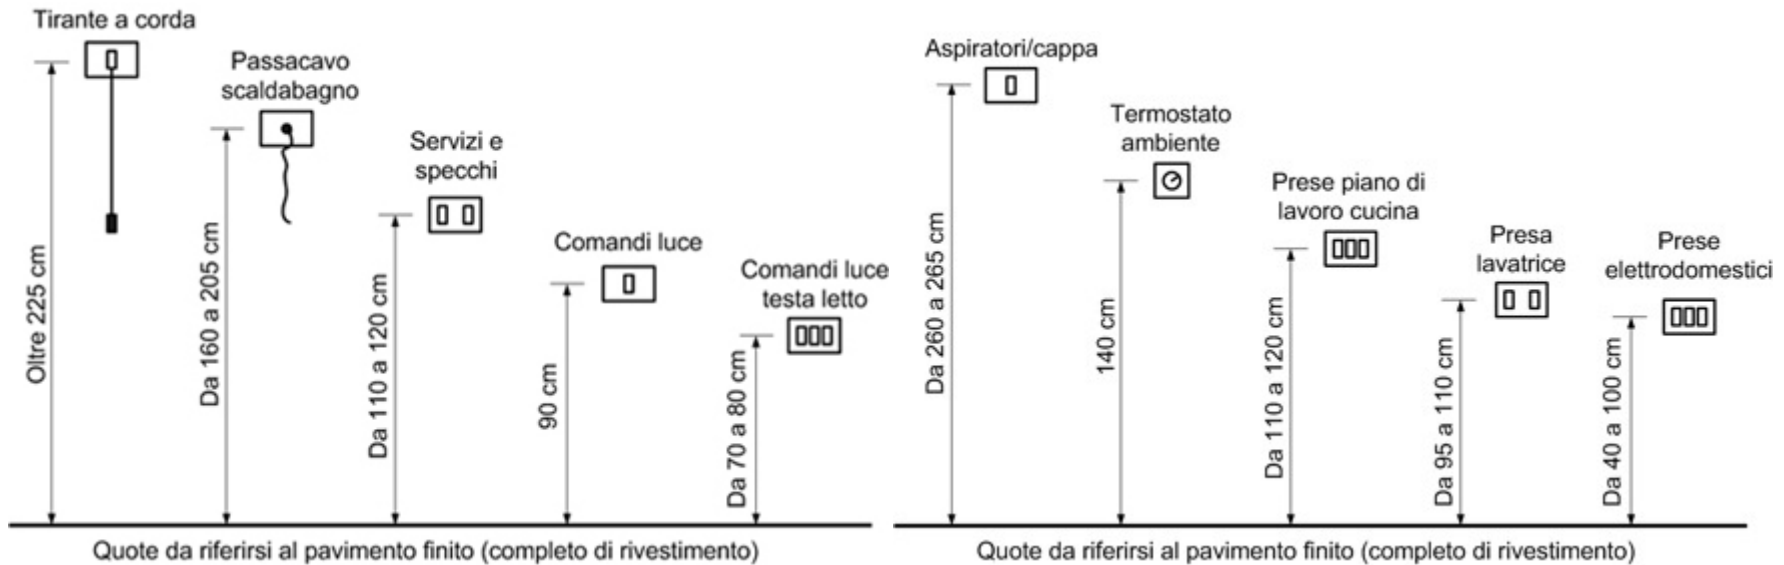 Tirante a corda
Oltre 225 cm
Passacavo
scaldabagno
Da 160 a 205 cm
Servizi e
specchi
Da 110 a 120 cm
Comandi luce
90 cm
Comandi luce
testa letto
Da 70 a 80 cm
Quote da riferirsi al pavimento finito (completo di rivestimento)
Aspiratori/cappa
Da 260 a 265 cm
Termostato
ambiente
140 cm
Prese piano di
lavoro cucina
Da 110 a 120 cm
Presa
lavatrice
Da 95 a 110 cm
Prese
elettrodomestici
Da 40 a 100 cm
Quote da riferirsi al pavimento finito (completo di rivestimento)